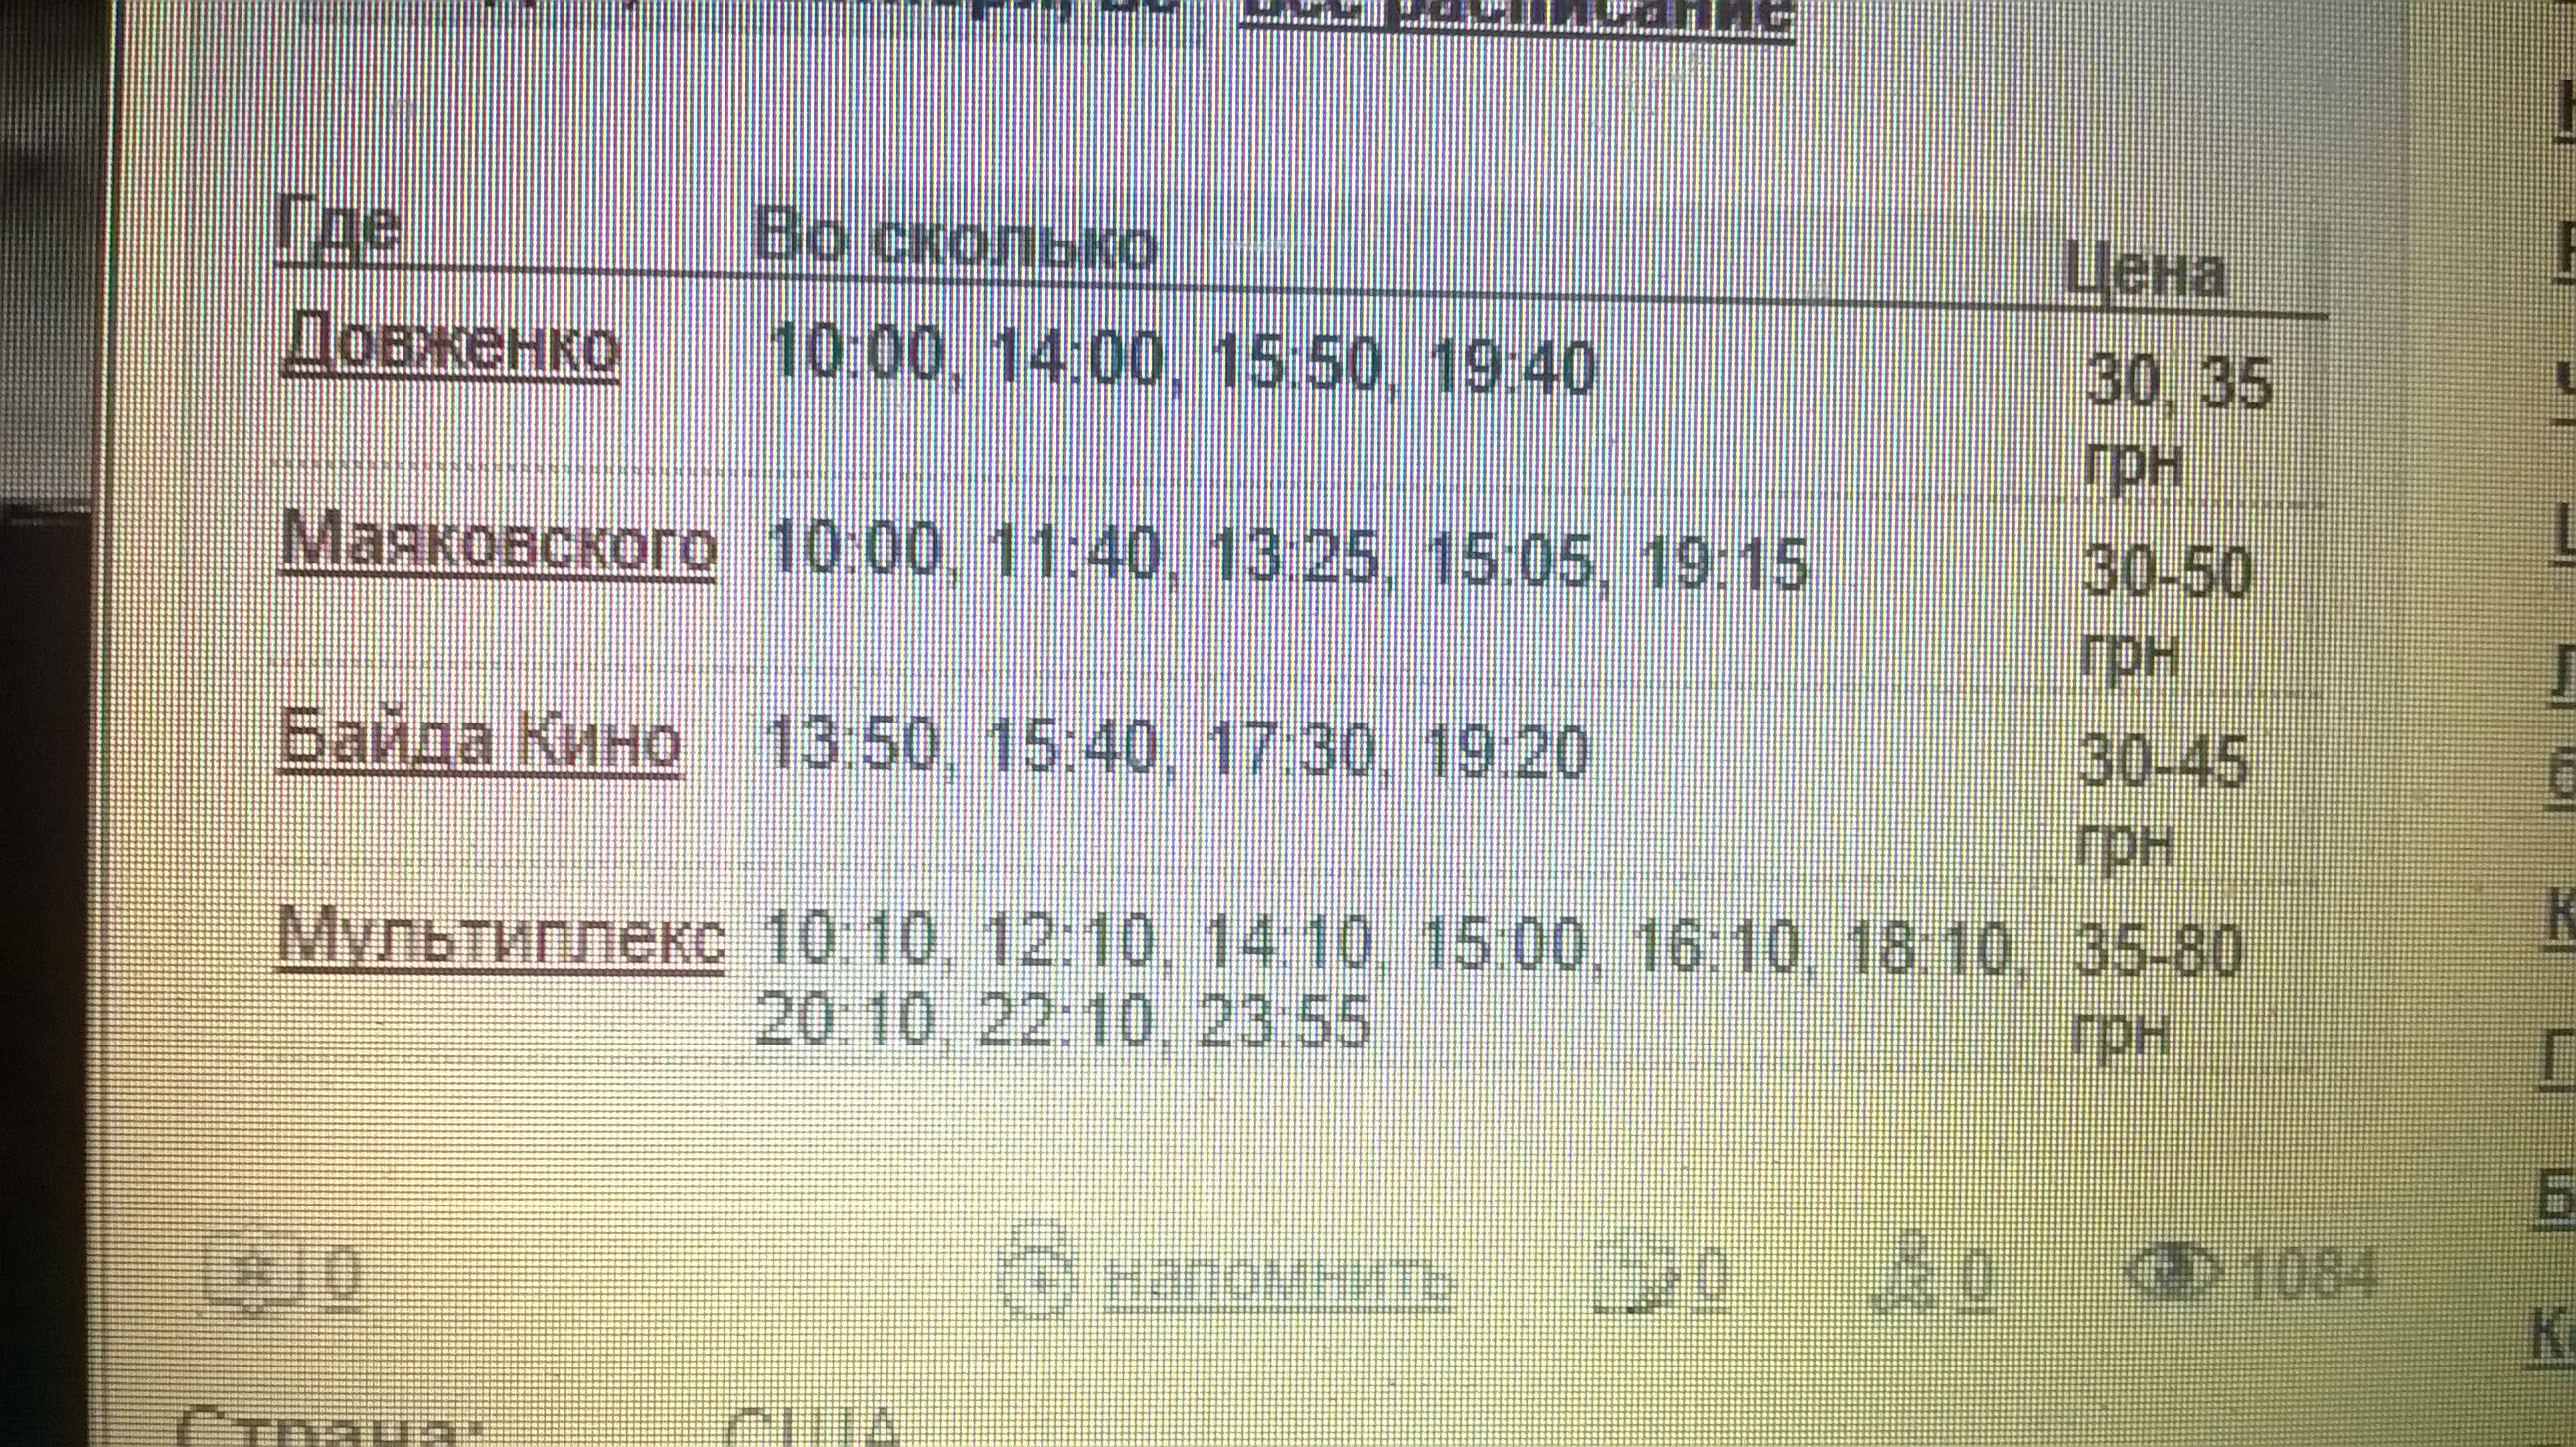 Все расписание
Где Во сколько Цена
Довженко 10:00, 14:00, 15:50, 19:40 30, 35
грн
Маяковского 10:00, 11:40, 13:25, 15:05, 19:15 30-50
грн
Байда Кино 13:50, 15:40, 17:30, 19:20 30-45
грн
Мультиплекс 10:10, 12:10, 14:10, 15:00, 16:10, 18:10, 35-80
20:10, 22:10, 23:55 грн
0 напомнить 0 0 1084
Страна: США